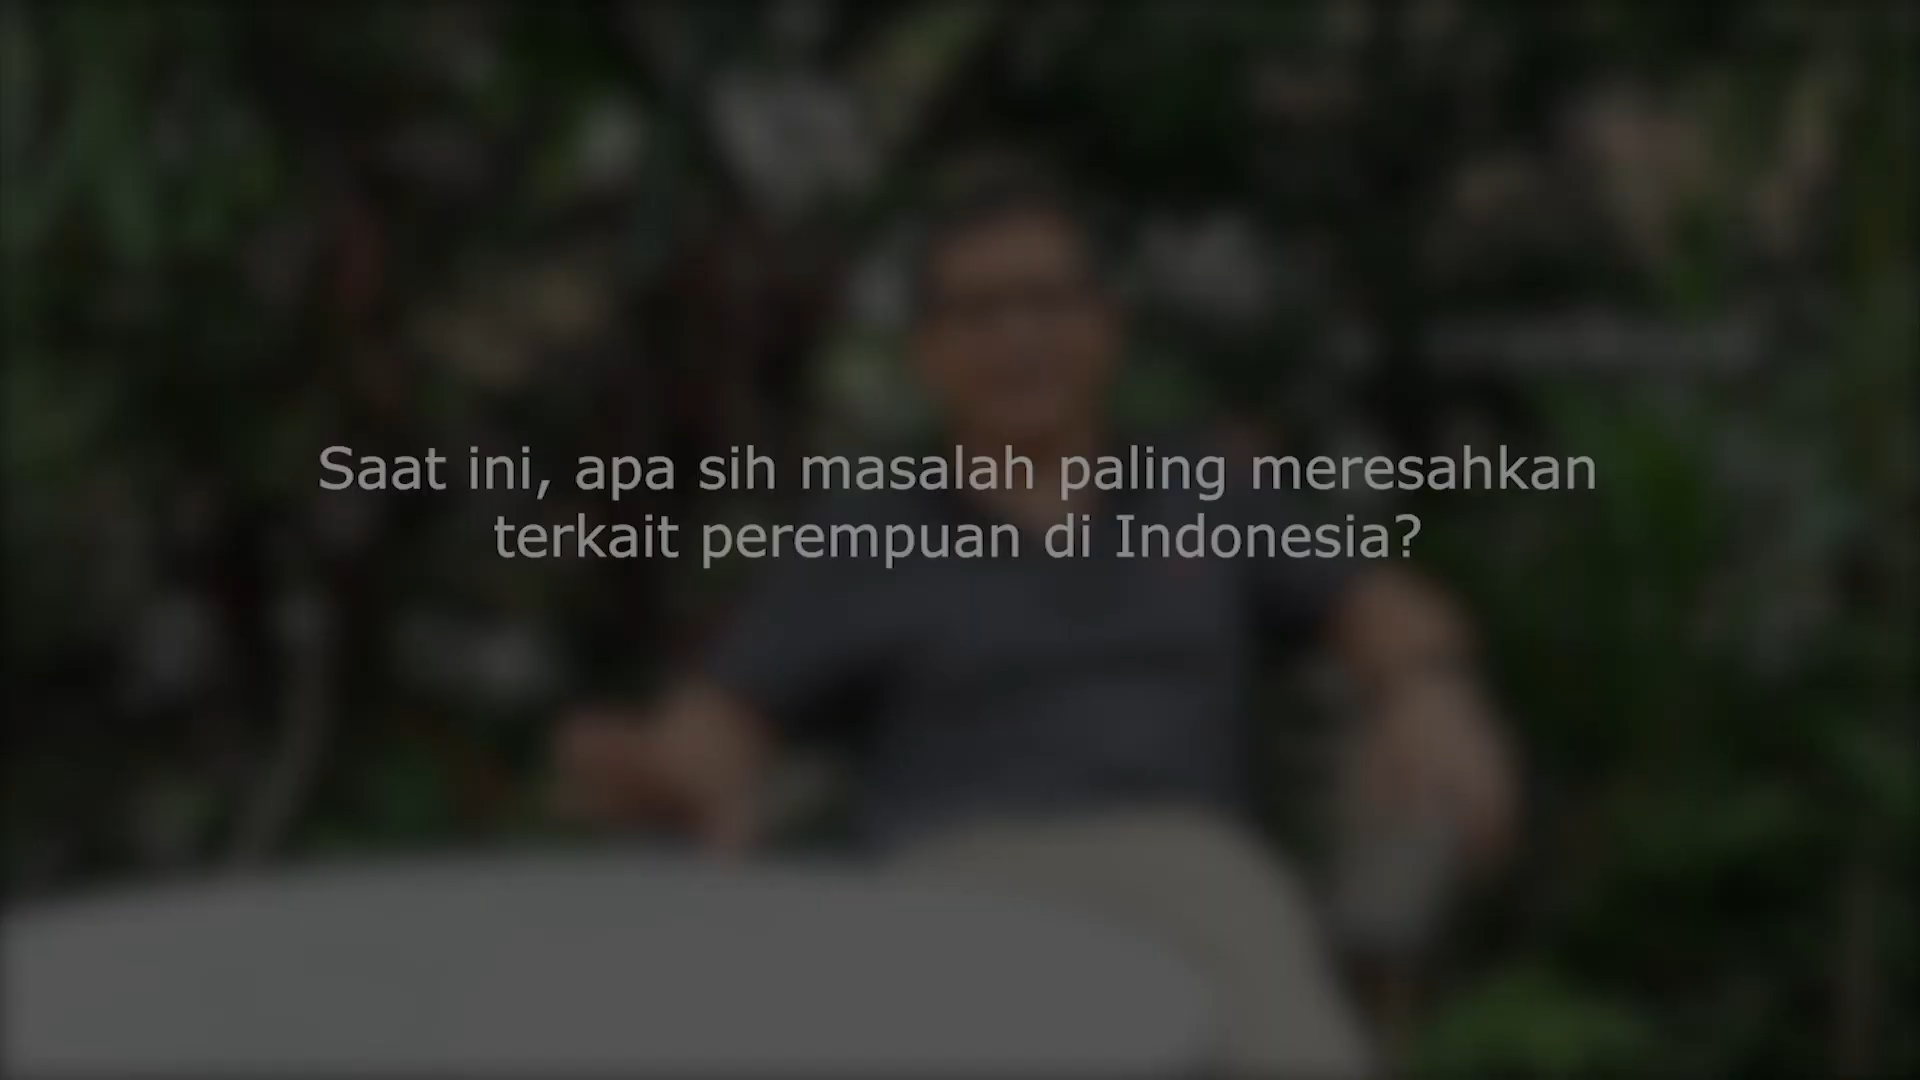 Saat ini, apa sih masalah paling meresahkan
terkait perempuan di Indonesia?